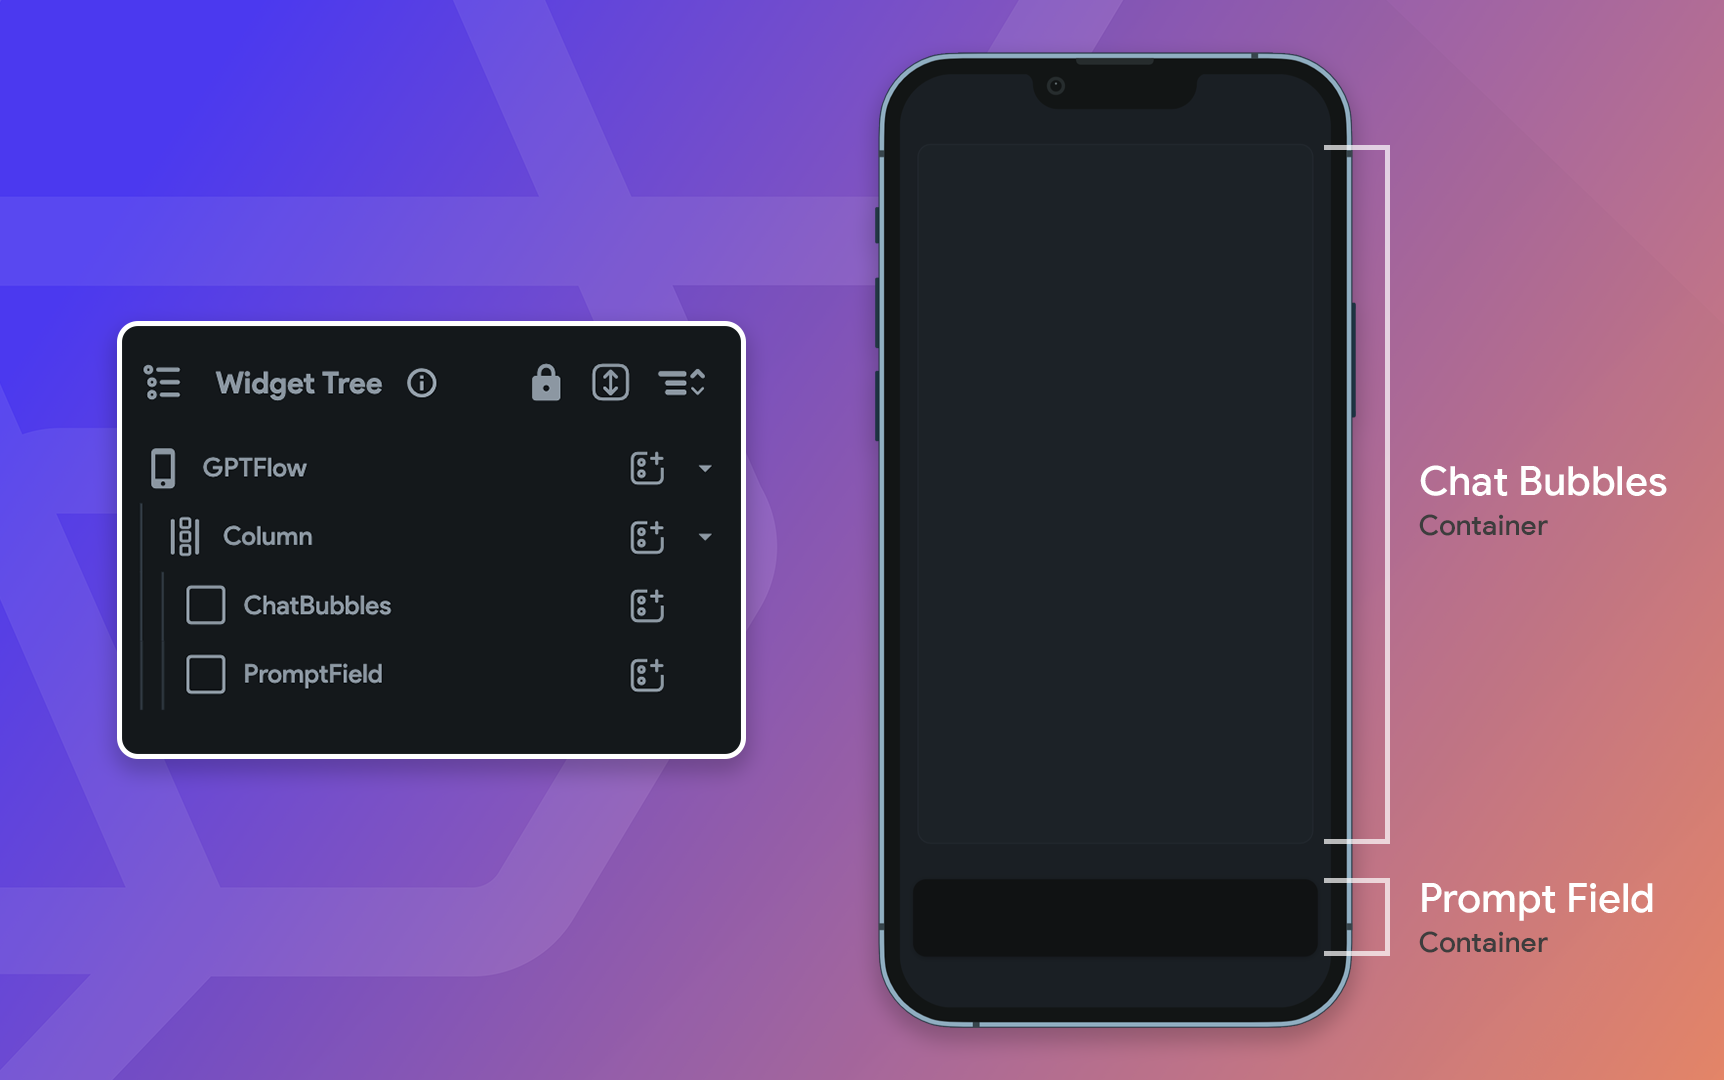 Widget Tree
GPTFlow
Column
ChatBubbles
PromptField
Chat Bubbles
Container
Prompt Field
Container